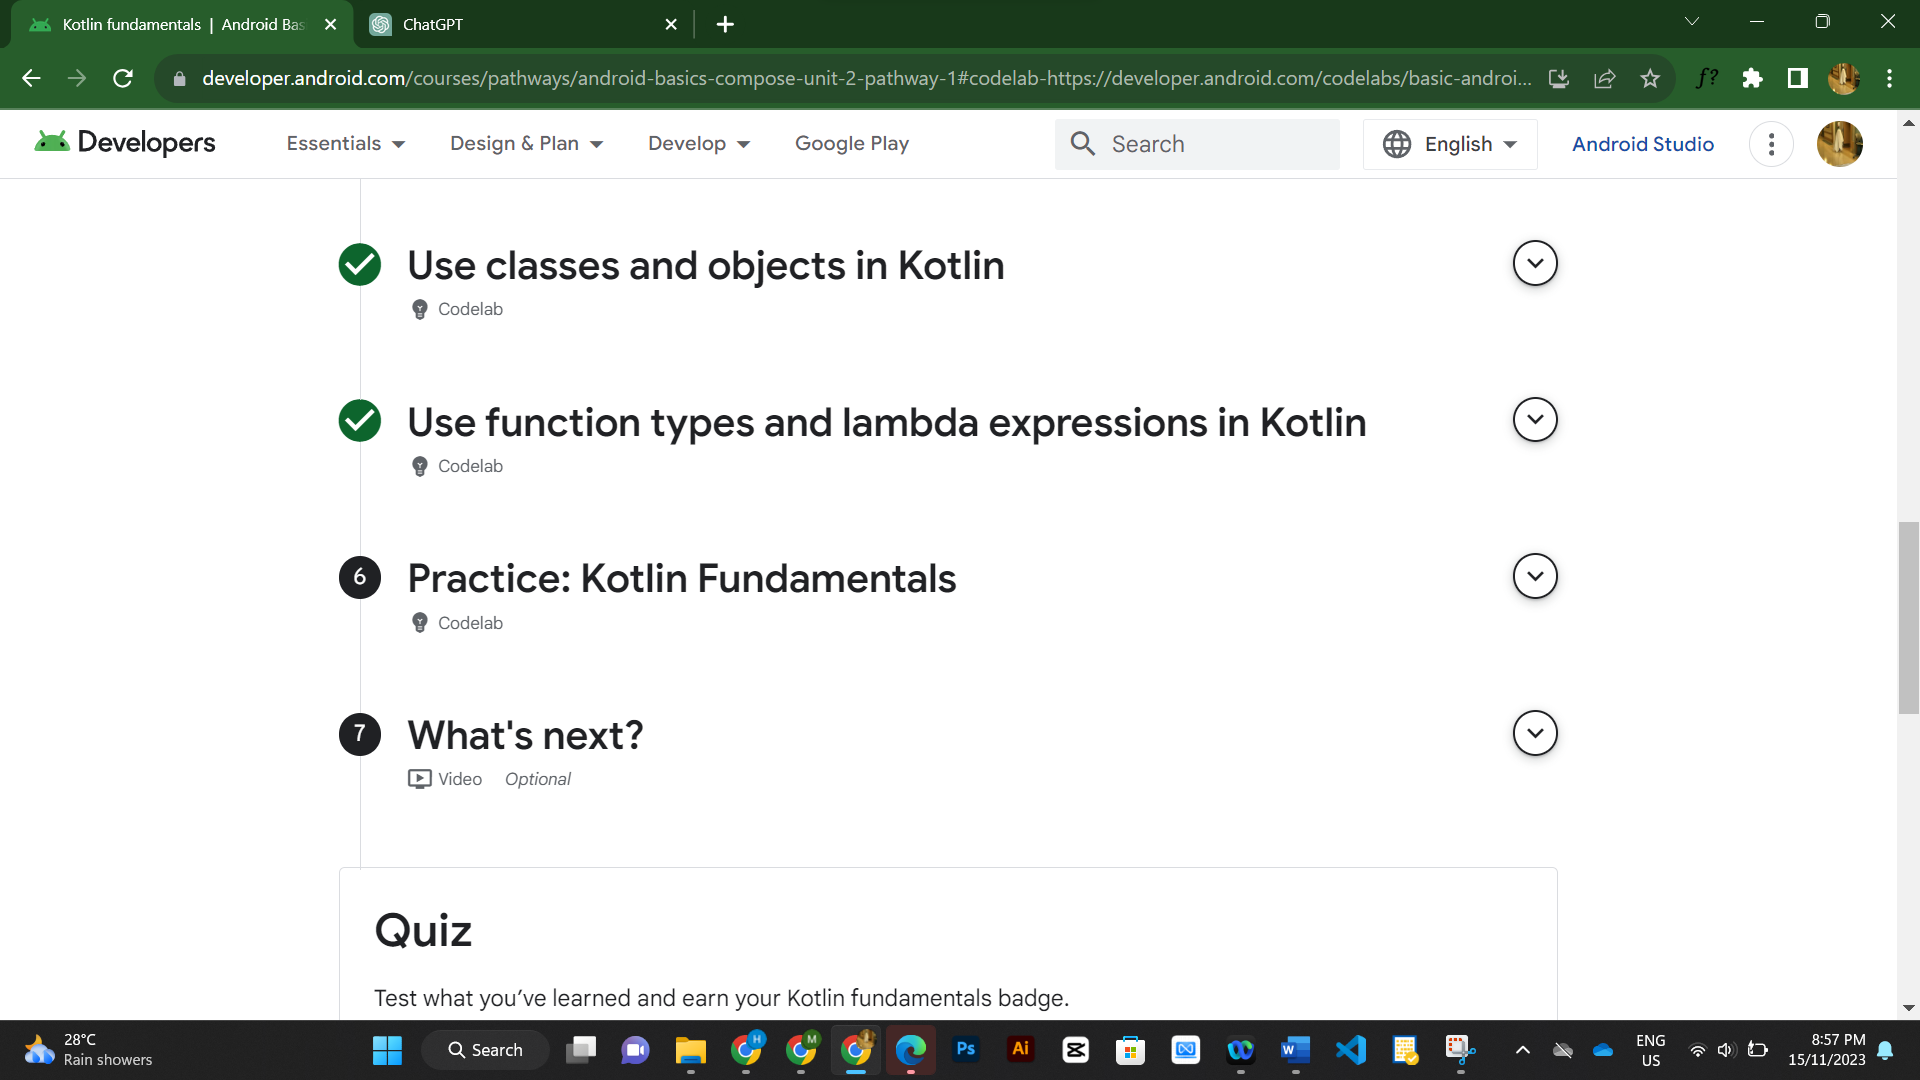 Kotlin fundamentals | Android Bas
ChatGPT
developer.android.com/courses/pathways/android-basics-compose-unit-2-pathway-1#codelab-https://developer.android.com/codelabs/basic-androi...
f?
Developers
Essentials
Design & Plan
Develop
Google Play
Search
English
Android Studio
Use classes and objects in Kotlin
Codelab
Use function types and lambda expressions in Kotlin
Codelab
6 Practice: Kotlin Fundamentals
Codelab
7 What's next?
Video Optional
Quiz
Test what you’ve learned and earn your Kotlin fundamentals badge.
28°C
Rain showers
Search
H
M
Ps
Ai
W
ENG
US
8:57 PM
15/11/2023